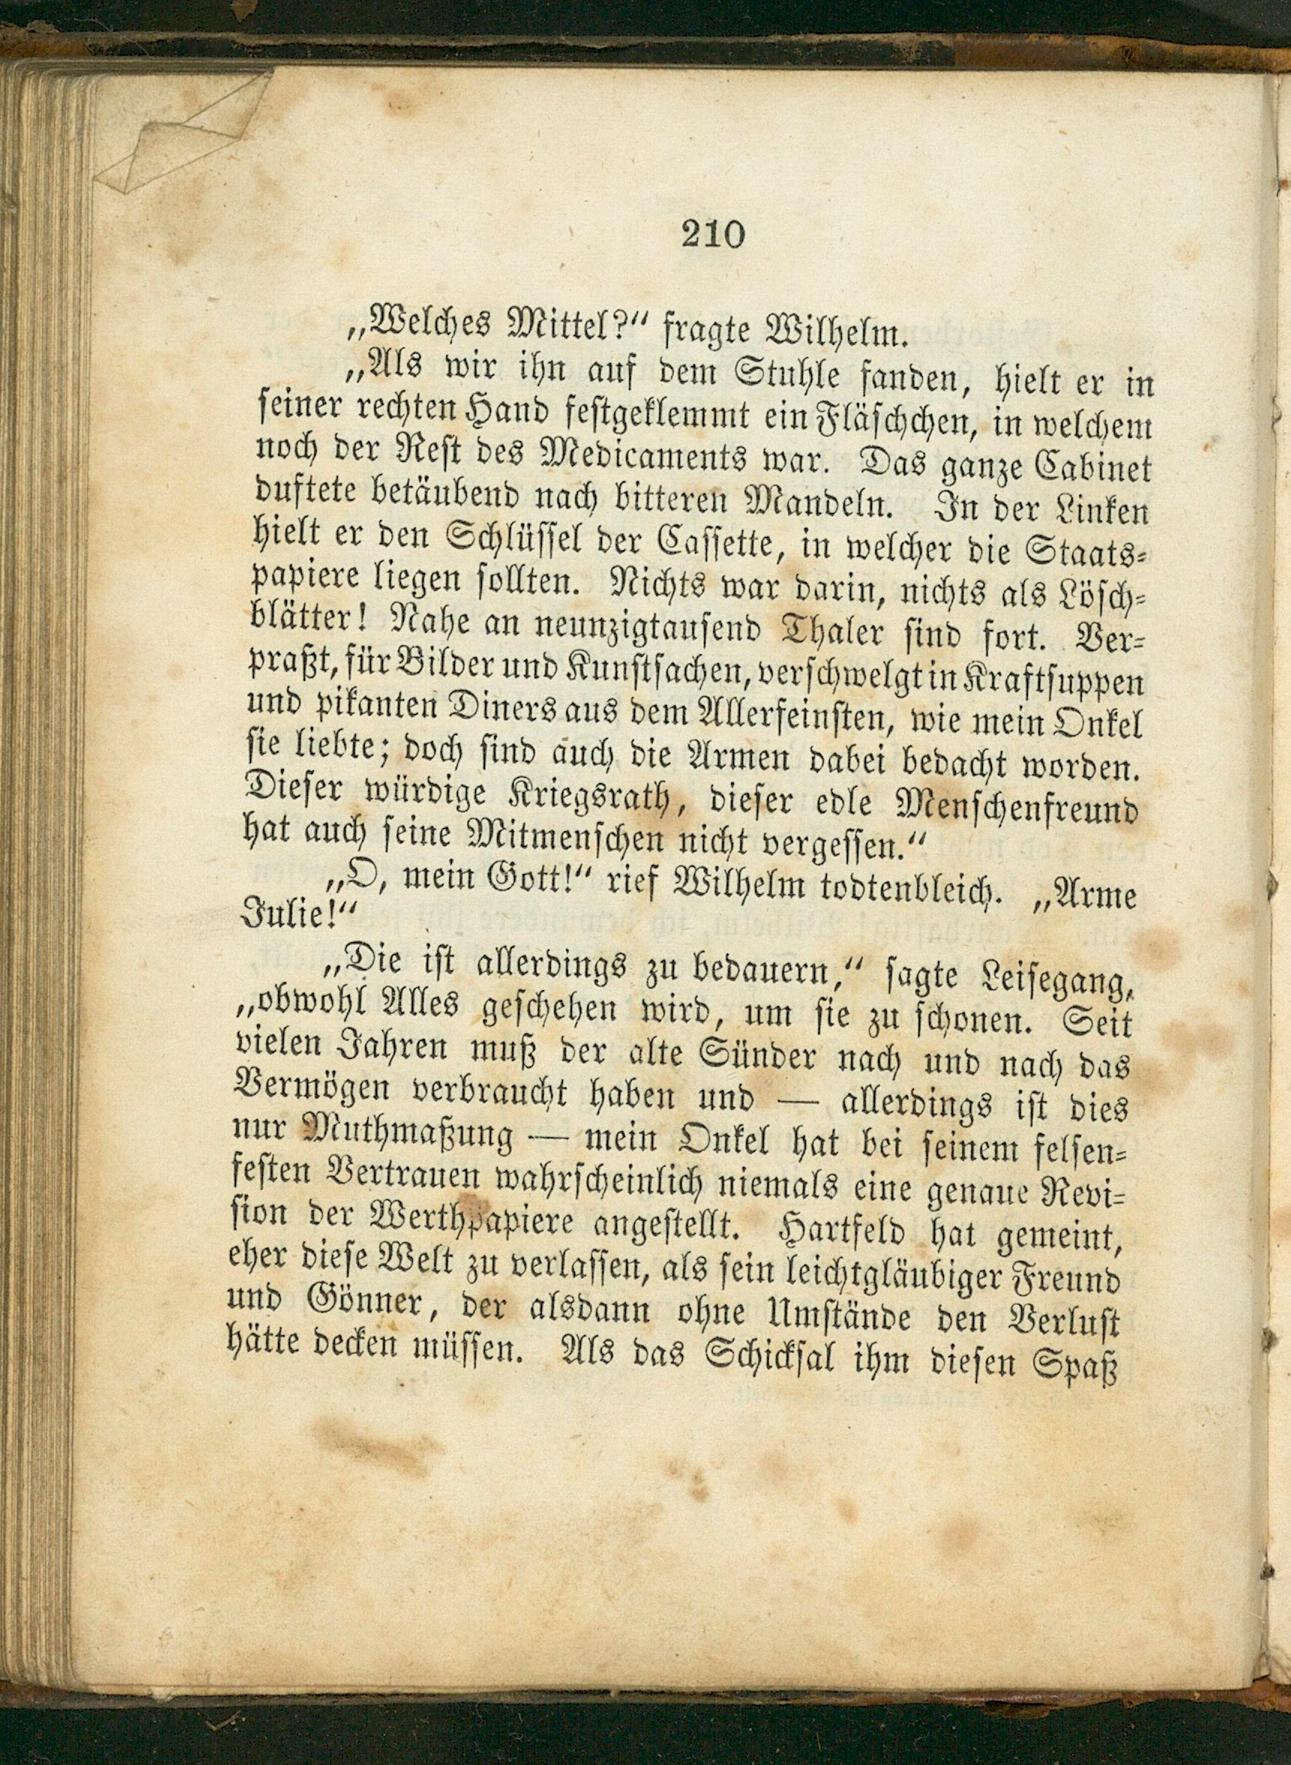 210
„Welches Mittel?“ fragte Wilhelm.
„Als wir ihn auf dem Stuhle fanden, hielt er in
seiner rechten Hand festgeklemmt ein Fläschchen, in welchem
noch der Rest des Medicaments war. Das ganze Cabinet
duftete betäubend nach bitteren Mandeln. In der Linken
hielt er den Schlüssel der Cassette, in welcher die Staats-
papiere liegen sollten. Nichts war darin, nichts als Lösch-
blätter! Nahe an neunzigtausend Thaler sind fort. Ver-
praßt, für Bilder und Kunstsachen, verschwelgt in Kraftsuppen
und pikanten Diners aus dem Allerfeinsten, wie mein Onkel
sie liebte; doch sind auch die Armen dabei bedacht worden.
Dieser würdige Kriegsrath, dieser edle Menschenfreund
hat auch seine Mitmenschen nicht vergessen.“
„O, mein Gott!“ rief Wilhelm todtenbleich. „Arme
Julie!“
„Die ist allerdings zu bedauern,“ sagte Leisegang,
„obwohl Alles geschehen wird, um sie zu schonen. Seit
vielen Jahren muß der alte Sünder nach und nach das
Vermögen verbraucht haben und — allerdings ist dies
nur Muthmaßung — mein Onkel hat bei seinem felsen-
festen Vertrauen wahrscheinlich niemals eine genaue Revi-
sion der Werthpapiere angestellt. Hartfeld hat gemeint,
eher diese Welt zu verlassen, als sein leichtgläubiger Freund
und Gönner, der alsdann ohne Umstände den Verlust
hätte decken müssen. Als das Schicksal ihm diesen Spaß